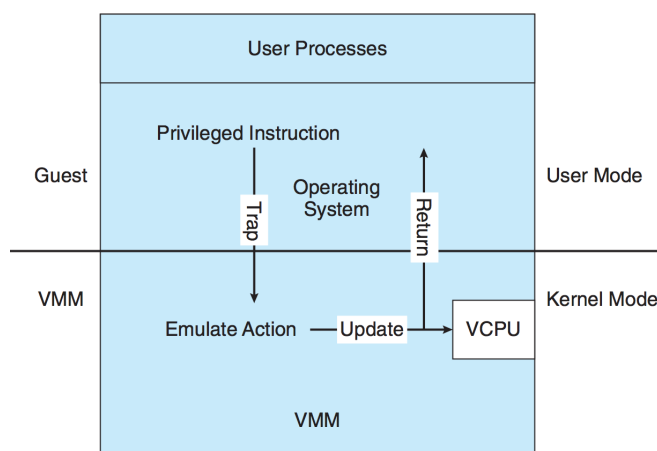 User Processes
Privileged Instruction
Guest
Operating
System
User Mode
Trap
Return
VMM
Kernel Mode
Emulate Action
Update
VCPU
VMM